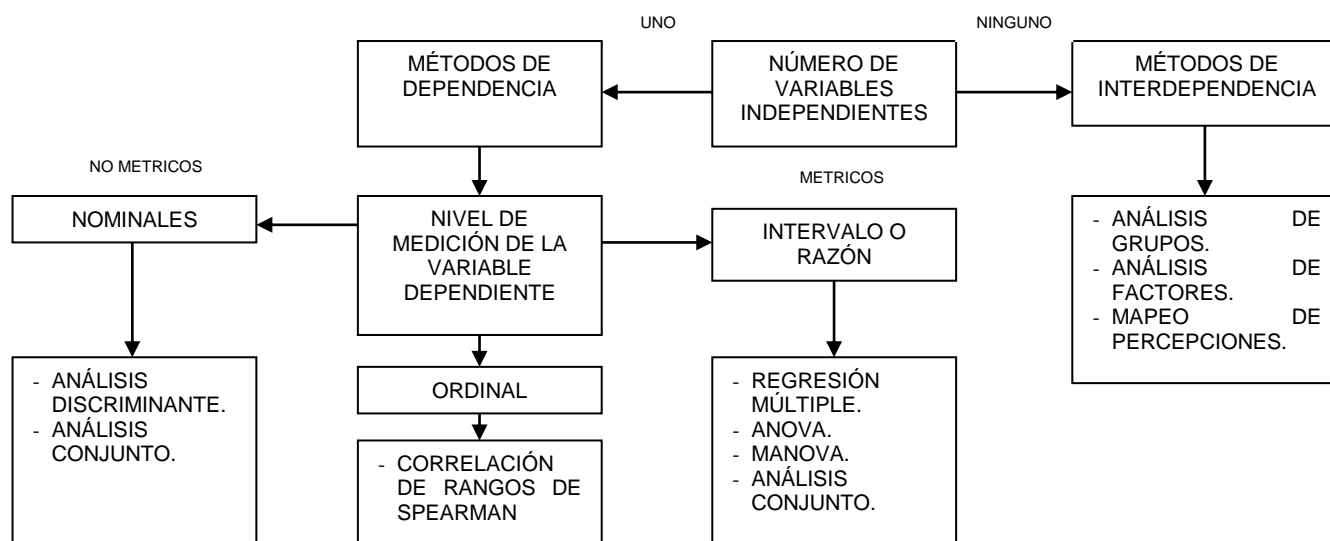 UNO
NINGUNO
MÉTODOS DE
DEPENDENCIA
NÚMERO DE
VARIABLES
INDEPENDIENTES
MÉTODOS DE
INTERDEPENDENCIA
NO METRICOS
METRICOS
NOMINALES
NIVEL DE
MEDICIÓN DE LA
VARIABLE
DEPENDIENTE
INTERVALO O
RAZÓN
- ANÁLISIS DE
GRUPOS.
- ANÁLISIS DE
FACTORES.
- MAPEO DE
PERCEPCIONES.
- ANÁLISIS
DISCRIMINANTE.
- ANÁLISIS
CONJUNTO.
ORDINAL
- CORRELACIÓN
DE RANGOS DE
SPEARMAN
- REGRESIÓN
MÚLTIPLE.
- ANOVA.
- MANOVA.
- ANÁLISIS
CONJUNTO.